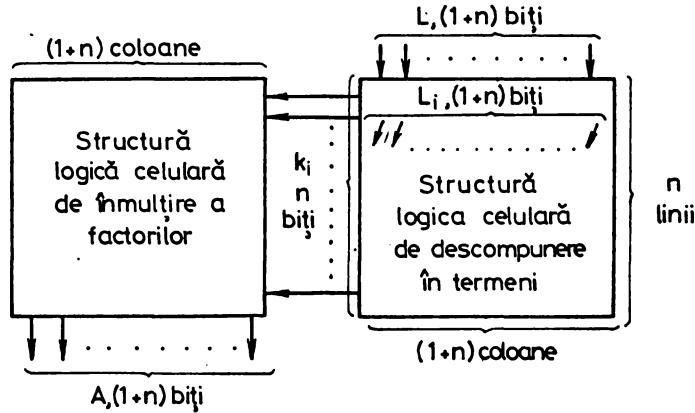 L,(1+n) biți
(1+n) coloane
Li,(1+n) biți
Structură
logică celulară
de înmulțire a
factorilor
ki
n
biți
Structură
logica celulară
de descompunere
în termeni
n
linii
(1+n) coloane
A,(1+n) biți